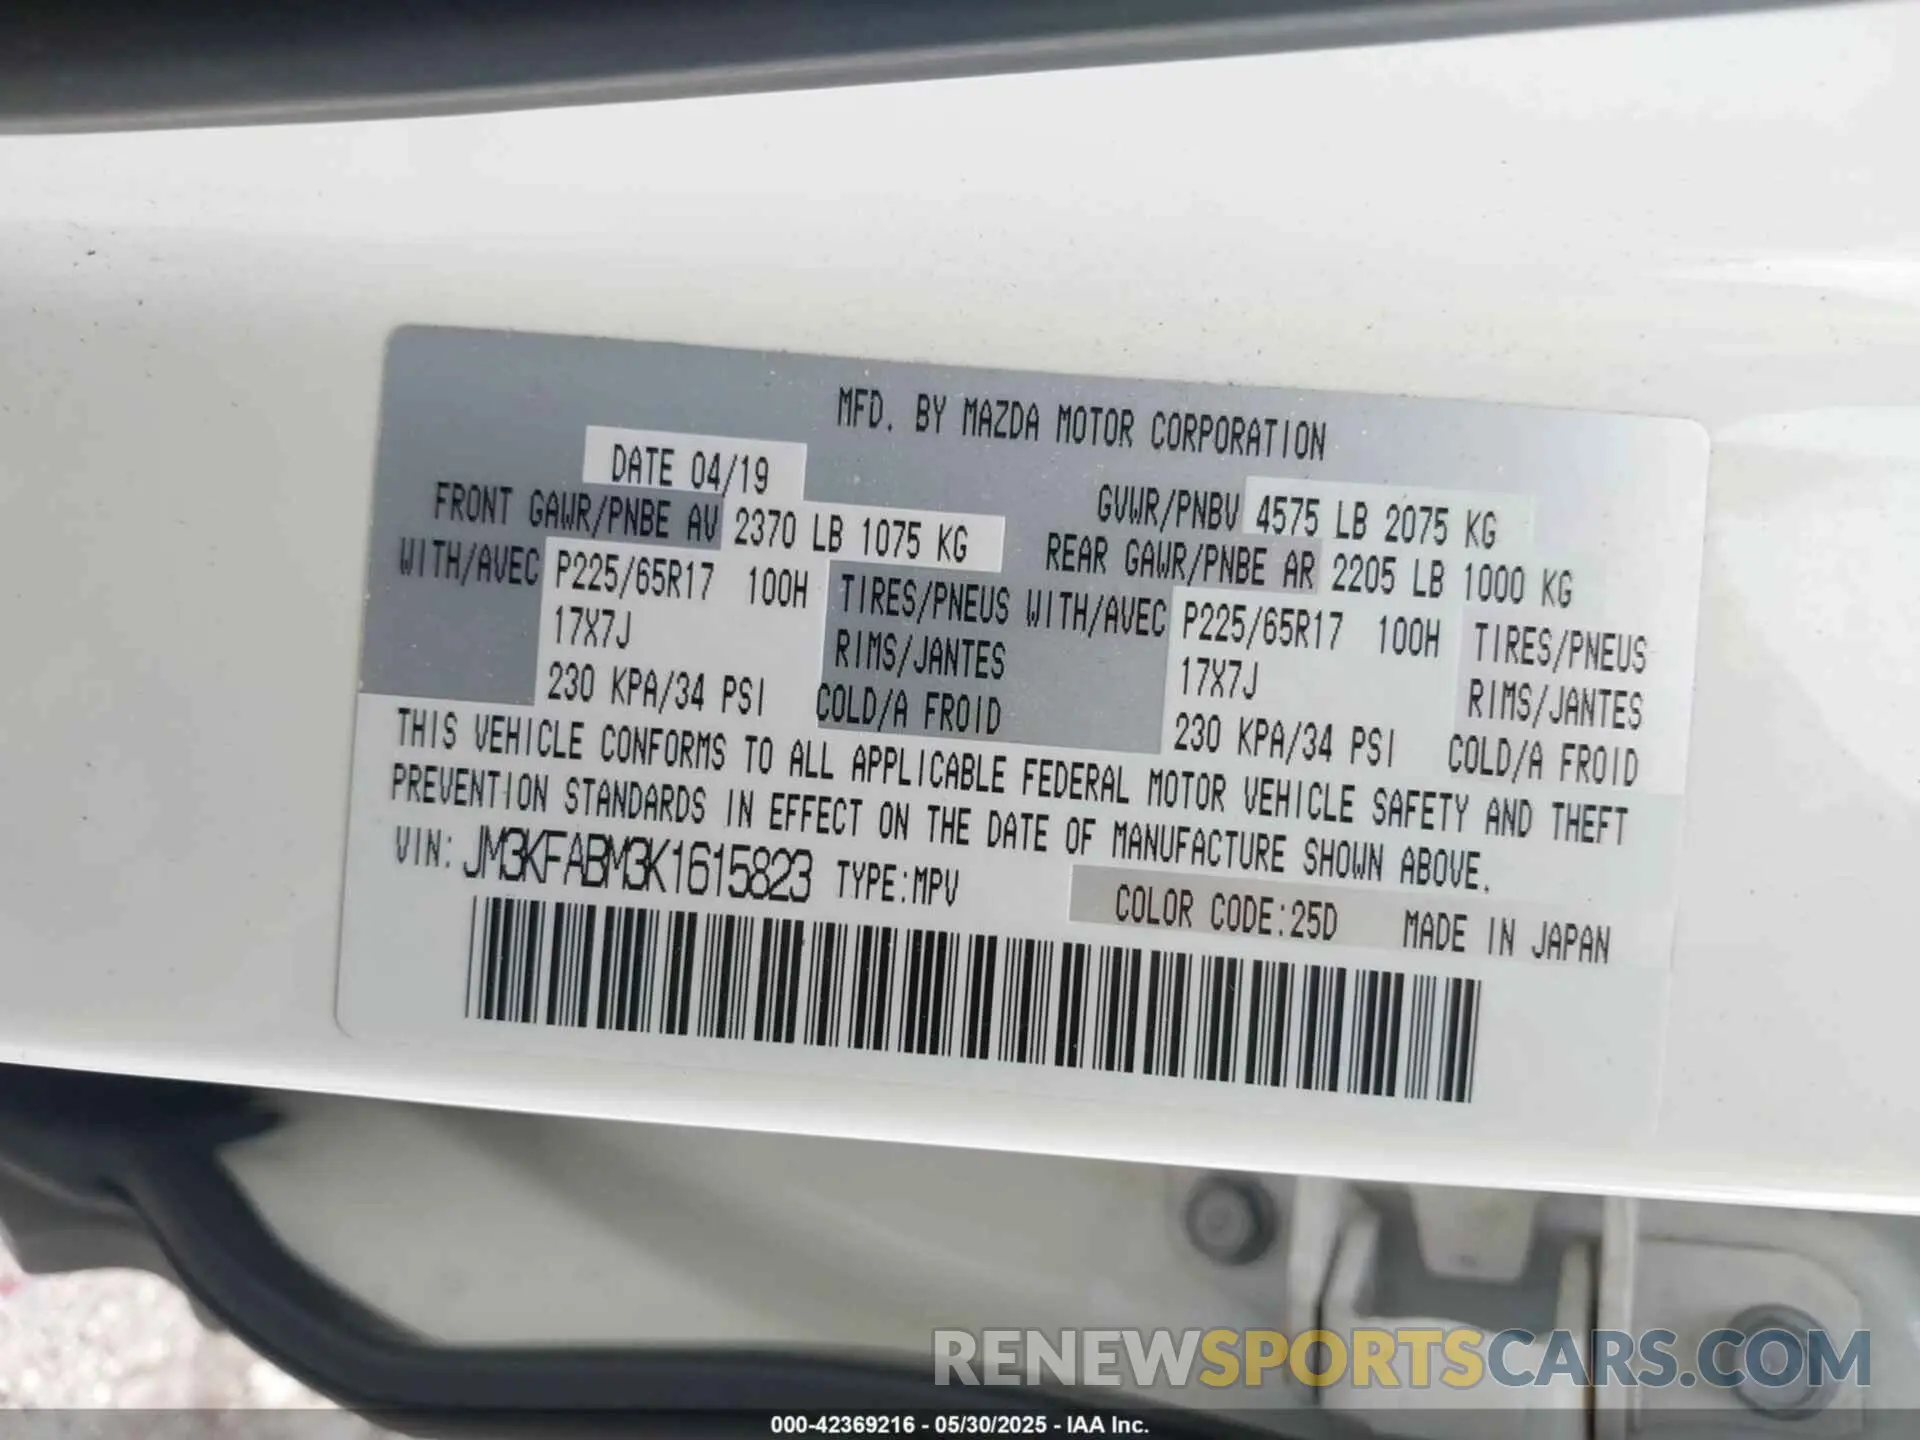 MFD. BY MAZDA MOTOR CORPORATION
DATE 04/19 GVWR/PNBV 4575 LB 2075 KG
FRONT GAWR/PNBE AV 2370 LB 1075 KG REAR GAWR/PNBE AR 2205 LB 1000 KG
WITH/AVEC P225/65R17 100H TIRES/PNEUS WITH/AVEC P225/65R17 100H TIRES/PNEUS
17X7J RIMS/JANTES 17X7J RIMS/JANTES
230 KPA/34 PSI COLD/A FROID 230 KPA/34 PSI COLD/A FROID
THIS VEHICLE CONFORMS TO ALL APPLICABLE FEDERAL MOTOR VEHICLE SAFETY AND THEFT
PREVENTION STANDARDS IN EFFECT ON THE DATE OF MANUFACTURE SHOWN ABOVE.
VIN: JM3KFABM3K1615823 TYPE:MPV COLOR CODE:25D MADE IN JAPAN
RENEWSPORTSCARS.COM
000-42369216 - 05/30/2025 - IAA Inc.